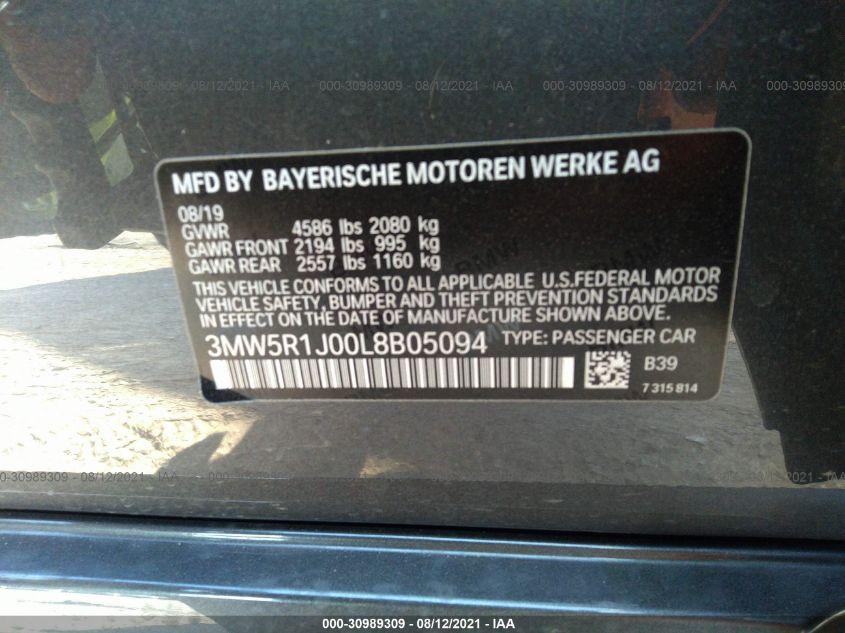 000-30989309 - 08/12/2021 - IAA
MFD BY BAYERISCHE MOTOREN WERKE AG
08/19
GVWR 4586 lbs 2080 kg
GAWR FRONT 2194 lbs 995 kg
GAWR REAR 2557 lbs 1160 kg
THIS VEHICLE CONFORMS TO ALL APPLICABLE U.S.FEDERAL MOTOR
VEHICLE SAFETY, BUMPER AND THEFT PREVENTION STANDARDS
IN EFFECT ON THE DATE OF MANUFACTURE SHOWN ABOVE.
3MW5R1J00L8B05094 TYPE: PASSENGER CAR
B39
7 315 814
000-30989309 - 08/12/2021 - IAA
000-30989309 - 08/12/2021 - IAA